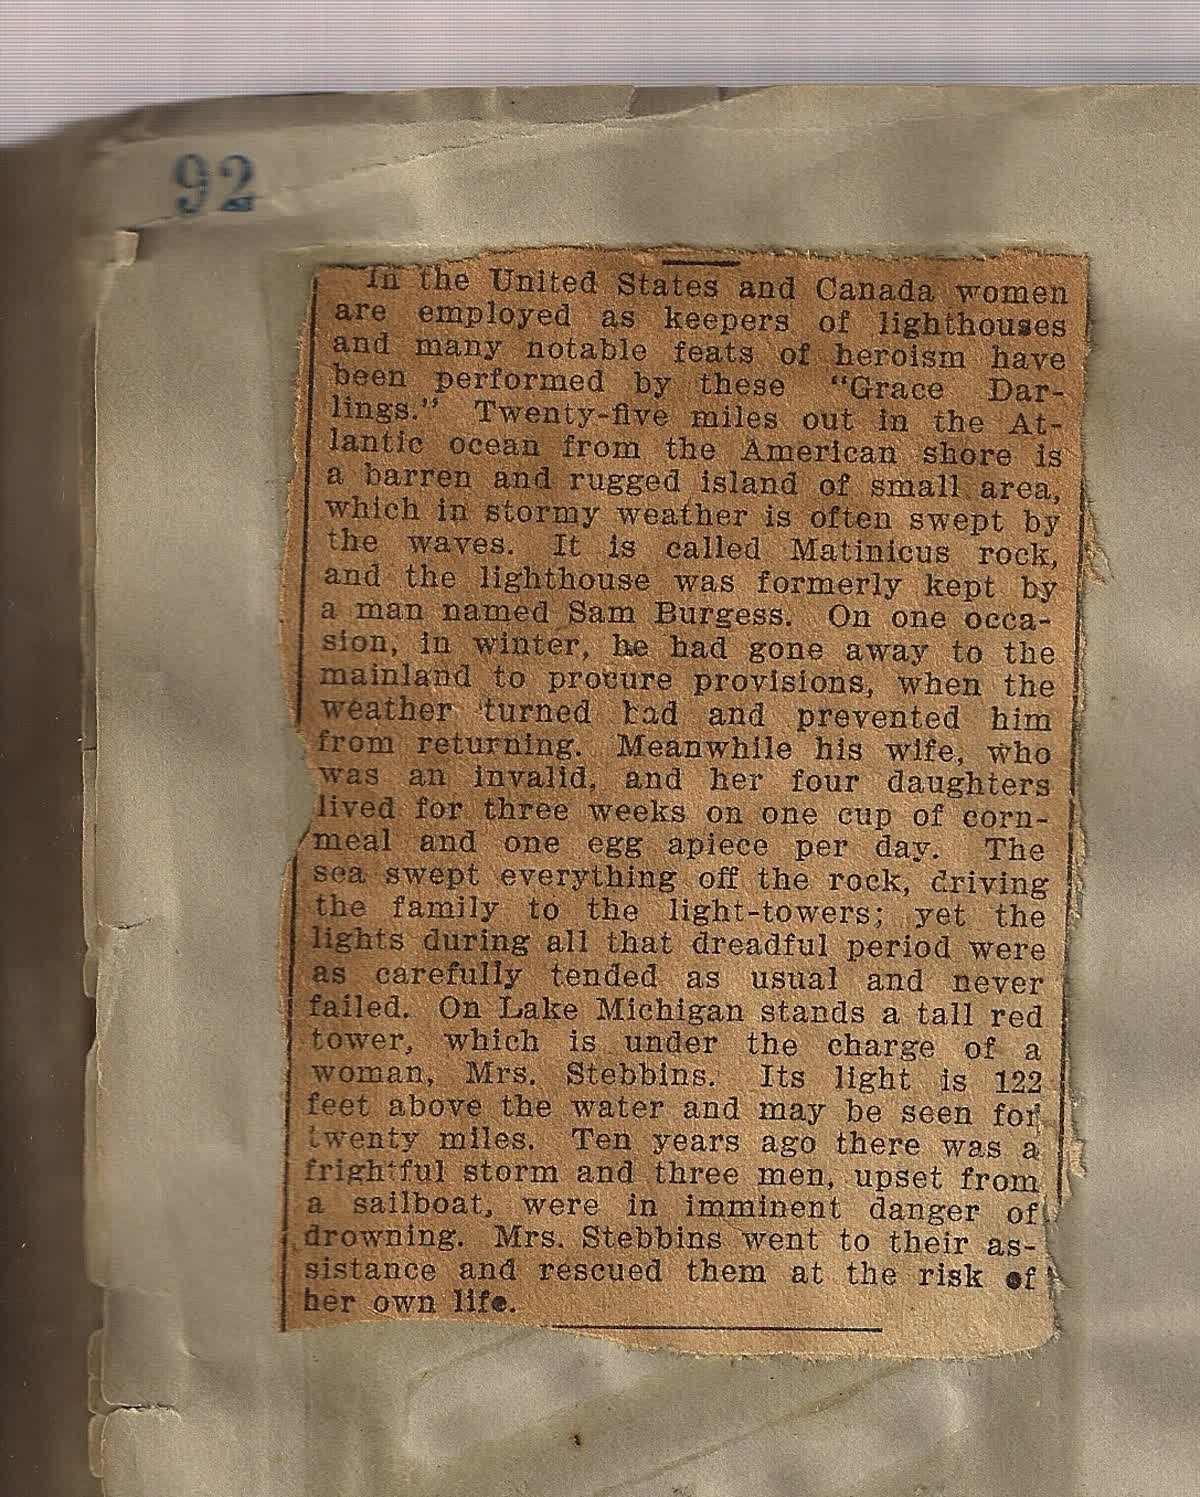 92
In the United States and Canada women
are employed as keepers of lighthouses
and many notable feats of heroism have
been performed by these "Grace Dar-
lings." Twenty-five miles out in the At-
lantic ocean from the American shore is
a barren and rugged island of small area,
which in stormy weather is often swept by
the waves. It is called Matinicus rock,
and the lighthouse was formerly kept by
a man named Sam Burgess. On one occa-
sion, in winter, he had gone away to the
mainland to procure provisions, when the
weather turned bad and prevented him
from returning. Meanwhile his wife, who
was an invalid, and her four daughters
lived for three weeks on one cup of corn-
meal and one egg apiece per day. The
sea swept everything off the rock, driving
the family to the light-towers; yet the
lights during all that dreadful period were
as carefully tended as usual and never
failed. On Lake Michigan stands a tall red
tower, which is under the charge of a
woman, Mrs. Stebbins. Its light is 122
feet above the water and may be seen for
twenty miles. Ten years ago there was a
frightful storm and three men, upset from
a sailboat, were in imminent danger of
drowning. Mrs. Stebbins went to their as-
sistance and rescued them at the risk of
her own life.